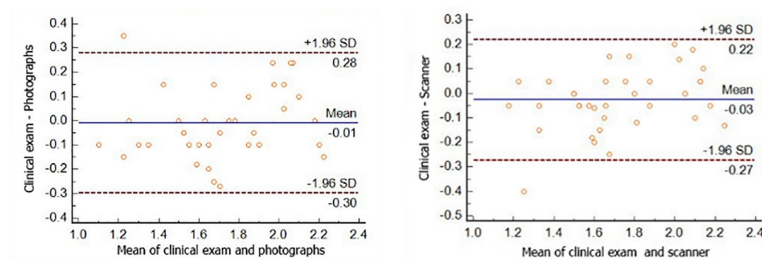 Clinical exam - Photographs
0.4
0.3
0.2
0.1
0.0
-0.1
-0.2
-0.3
-0.4
+1.96 SD
0.28
Mean
-0.01
-1.96 SD
-0.30
1.0 1.2 1.4 1.6 1.8 2.0 2.2 2.4
Mean of clinical exam and photographs
Clinical exam - Scanner
0.3
0.2
0.1
0.0
-0.1
-0.2
-0.3
-0.4
-0.5
+1.96 SD
0.22
Mean
-0.03
-1.96 SD
-0.27
1.0 1.2 1.4 1.6 1.8 2.0 2.2 2.4
Mean of clinical exam and scanner